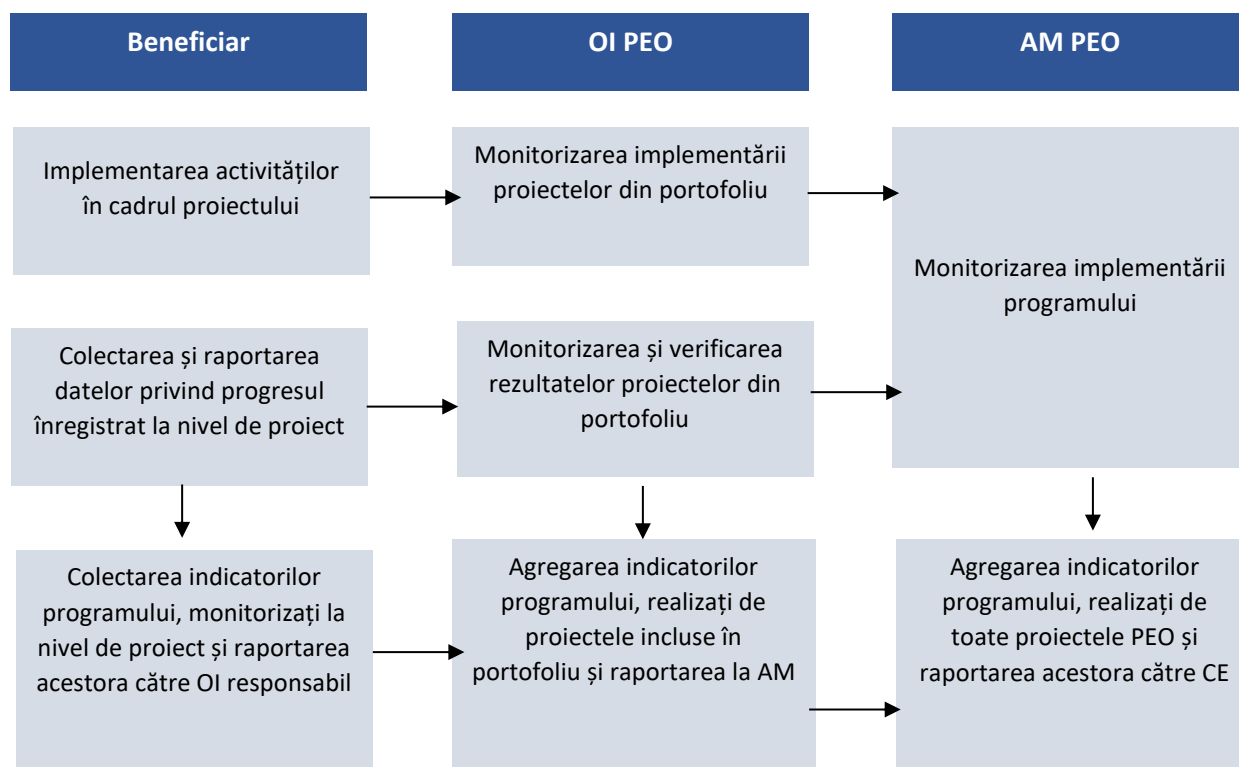 Beneficiar
OI PEO
AM PEO
Implementarea activităților
în cadrul proiectului
Monitorizarea implementării
proiectelor din portofoliu
Monitorizarea implementării
programului
Colectarea și raportarea
datelor privind progresul
înregistrat la nivel de proiect
Monitorizarea și verificarea
rezultatelor proiectelor din
portofoliu
Colectarea indicatorilor
programului, monitorizați la
nivel de proiect și raportarea
acestora către OI responsabil
Agregarea indicatorilor
programului, realizați de
proiectele incluse în
portofoliu și raportarea la AM
Agregarea indicatorilor
programului, realizați de
toate proiectele PEO și
raportarea acestora către CE